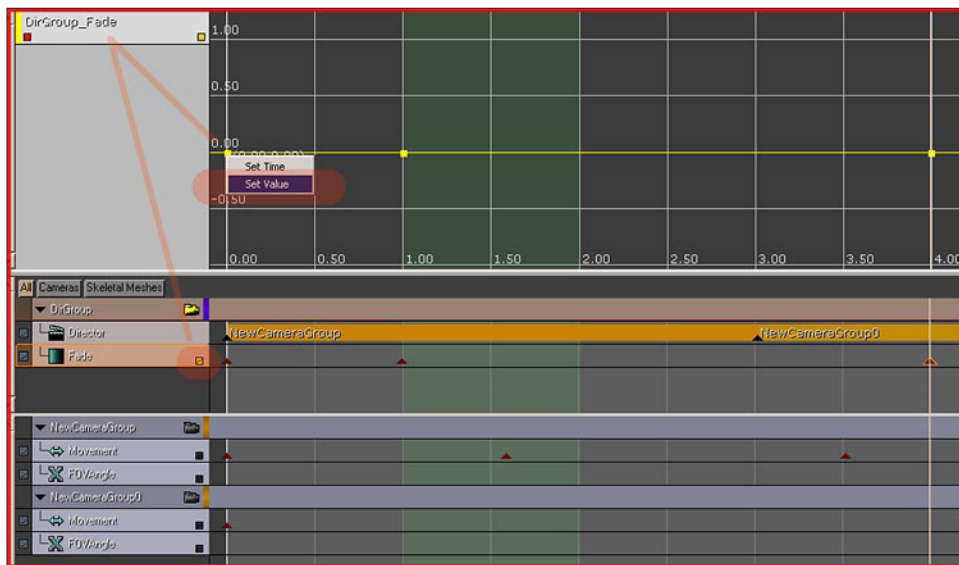 DirGroup_Fade
1.00
0.50
0.00
Set Time
Set Value
-0.50
0.00 0.50 1.00 1.50 2.00 2.50 3.00 3.50 4.00
All Cameras Skeletal Meshes
DirGroup
Director NewCameraGroup NewCameraGroup0
Fade
NewCameraGroup
Movement
FOVAngle
NewCameraGroup0
Movement
FOVAngle